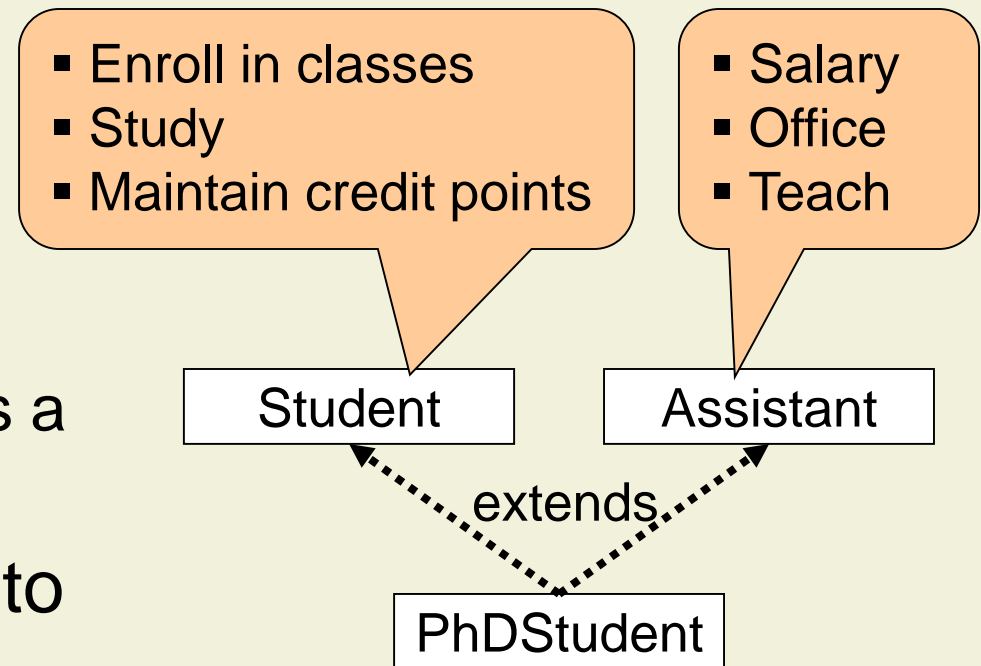 ▪ Enroll in classes
▪ Study
▪ Maintain credit points
▪ Salary
▪ Office
▪ Teach
s a
Student
Assistant
extends
to
PhDStudent